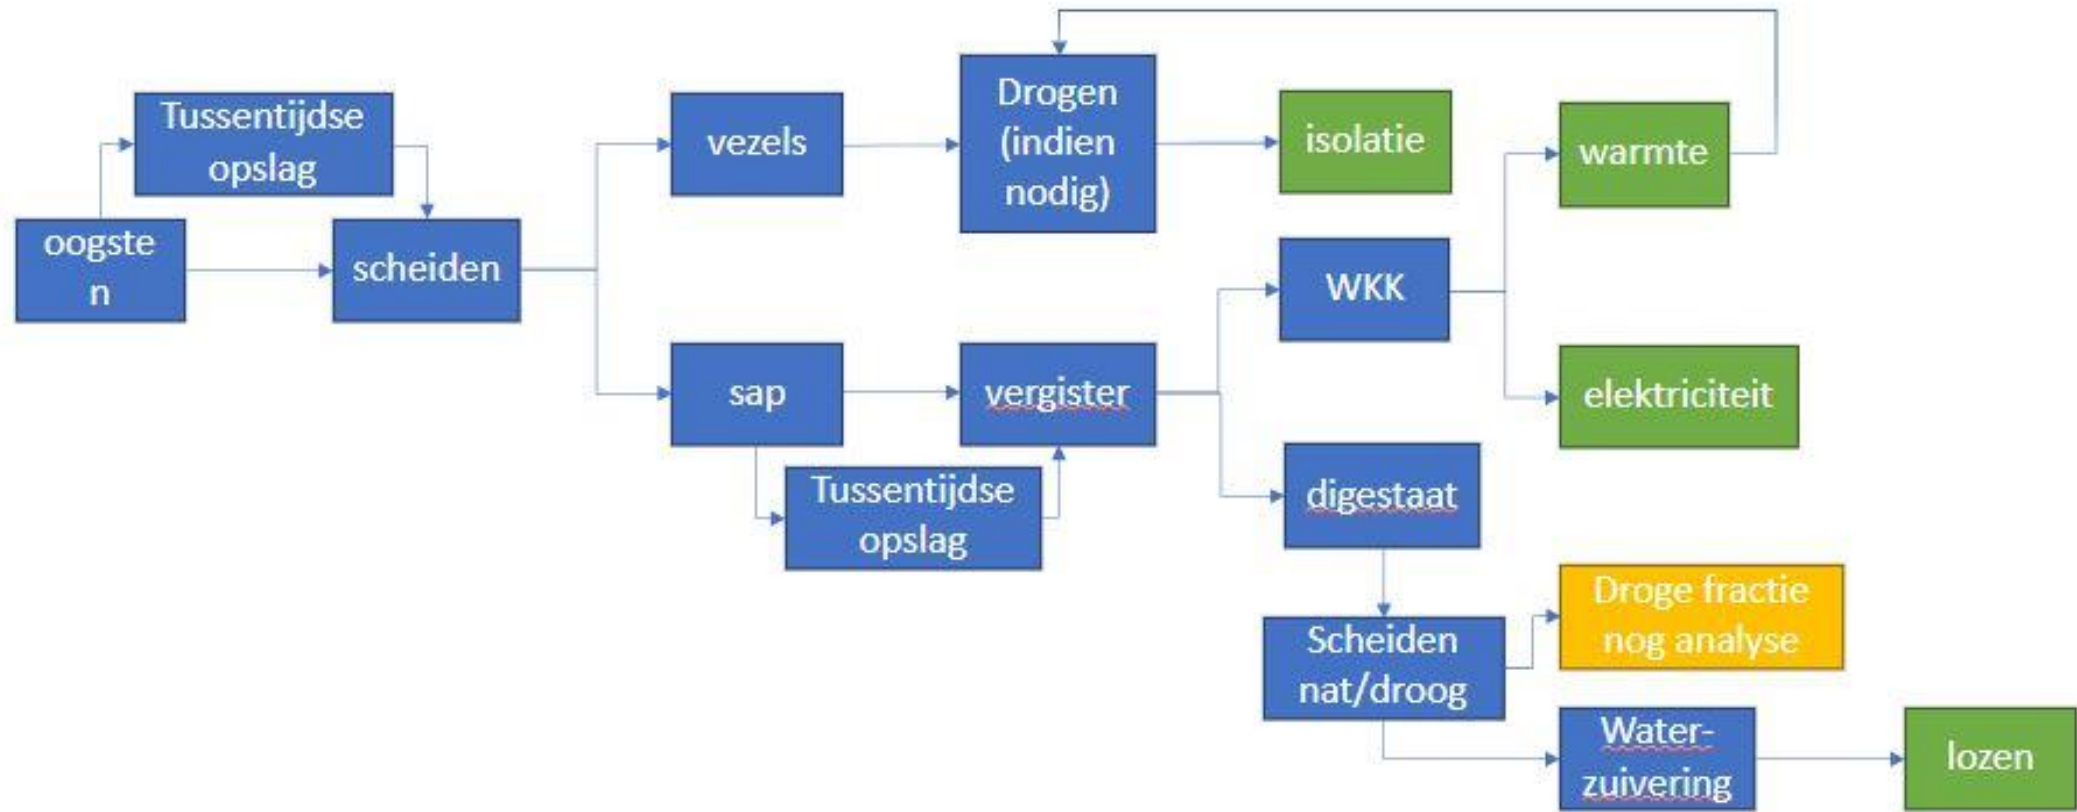 Tussentijdse
opslag
oogste
n
scheiden
vezels
Drogen
(indien
nodig)
isolatie
warmte
WKK
elektriciteit
sap
vergister
Tussentijdse
opslag
digestaat
Scheiden
nat/droog
Droge fractie
nog analyse
Water-
zuivering
lozen